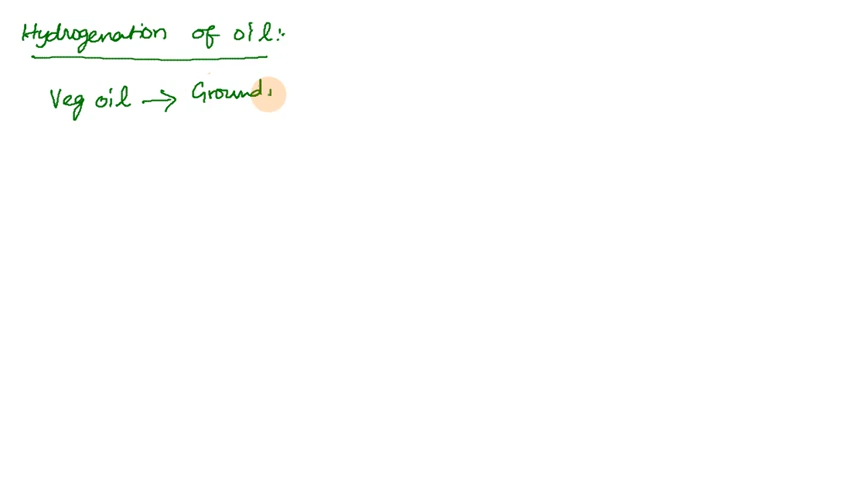 Hydrogenation of oil:-
Veg oil → Ground.